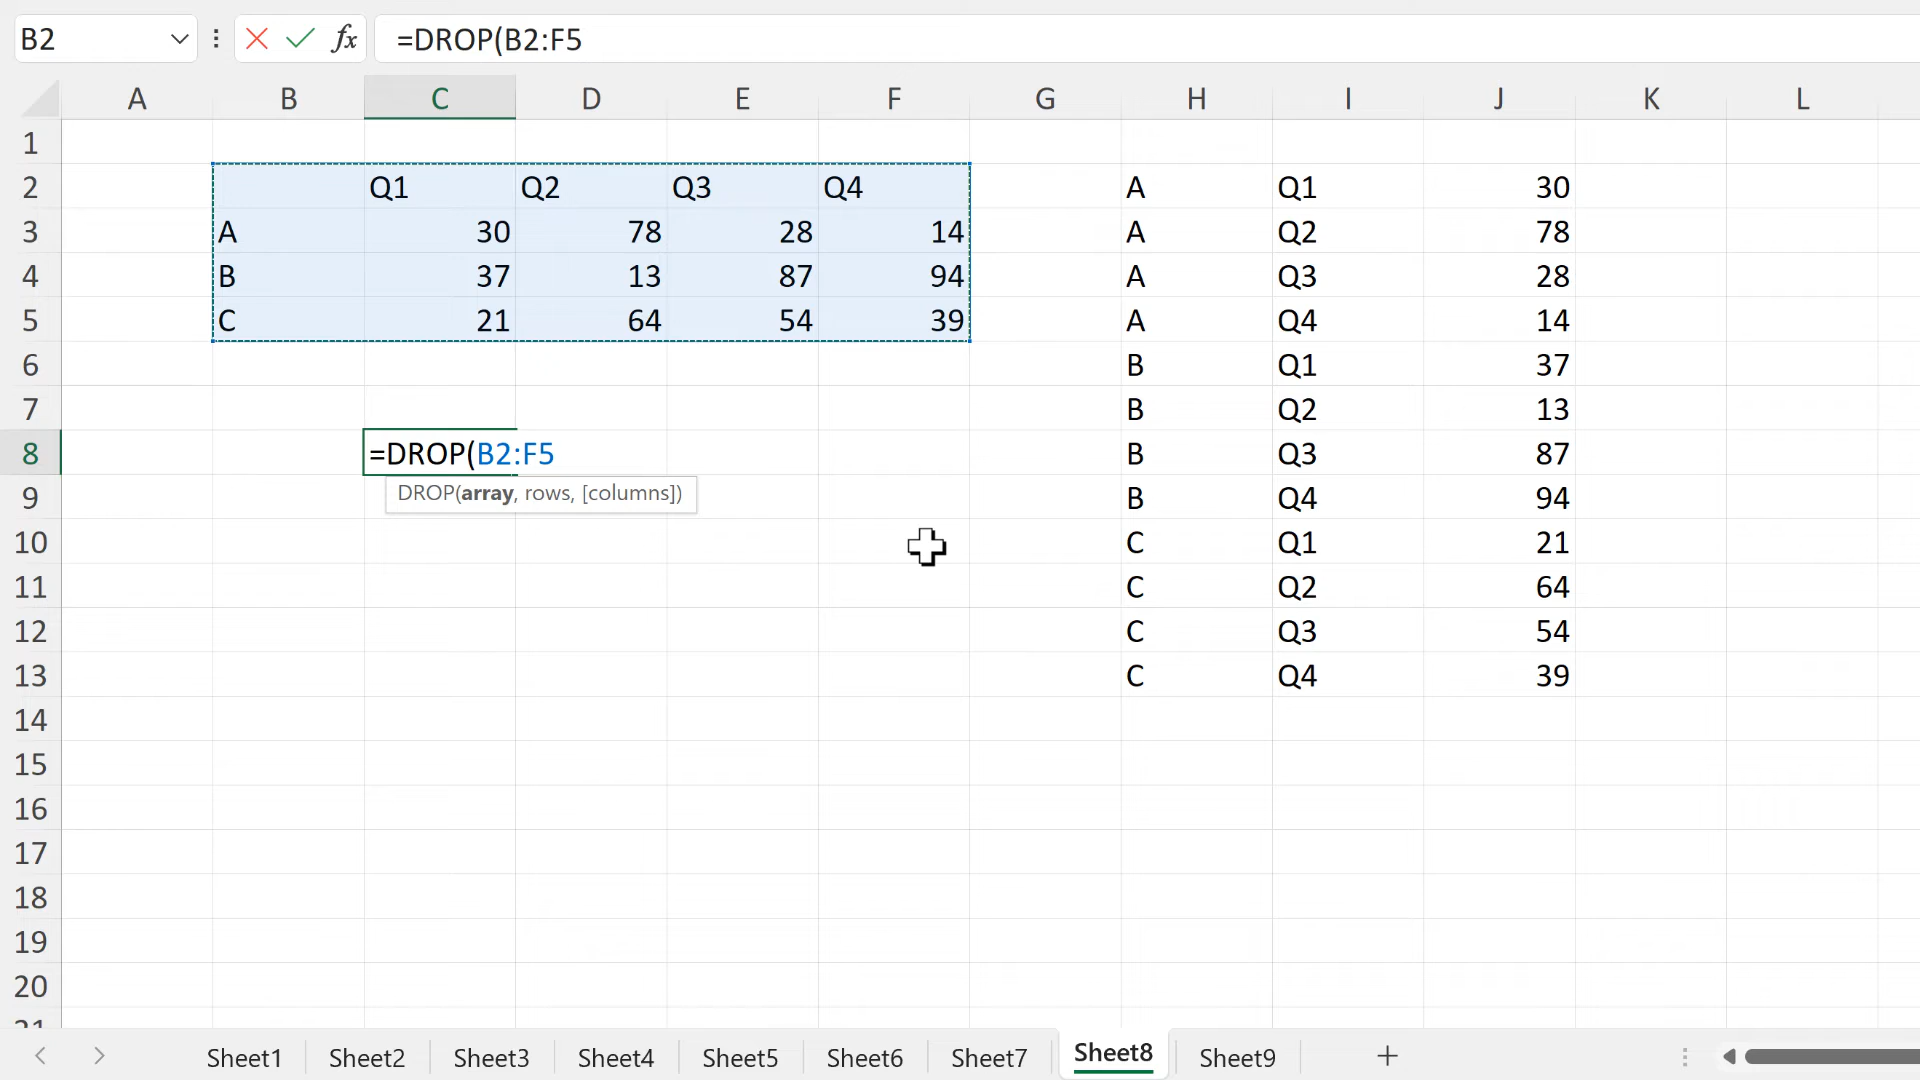 B2 fx =DROP(B2:F5
A B C D E F G H I J K L
1
2 Q1 Q2 Q3 Q4 A Q1 30
3 A 30 78 28 14 A Q2 78
4 B 37 13 87 94 A Q3 28
5 C 21 64 54 39 A Q4 14
6 B Q1 37
7 B Q2 13
8 =DROP(B2:F5 B Q3 87
9 DROP(array, rows, [columns]) B Q4 94
10 C Q1 21
11 C Q2 64
12 C Q3 54
13 C Q4 39
14
15
16
17
18
19
20
21
Sheet1 Sheet2 Sheet3 Sheet4 Sheet5 Sheet6 Sheet7 Sheet8 Sheet9 +